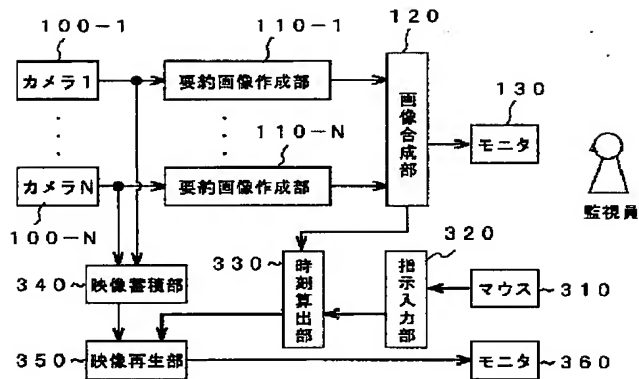 100-1
110-1
120
カメラ1
要約画像作成部
画像合成部
130
モニタ
110-N
カメラN
要約画像作成部
監視員
100-N
320
330
340
映像蓄積部
時刻算出部
指示入力部
マウス
310
350
映像再生部
モニタ
360